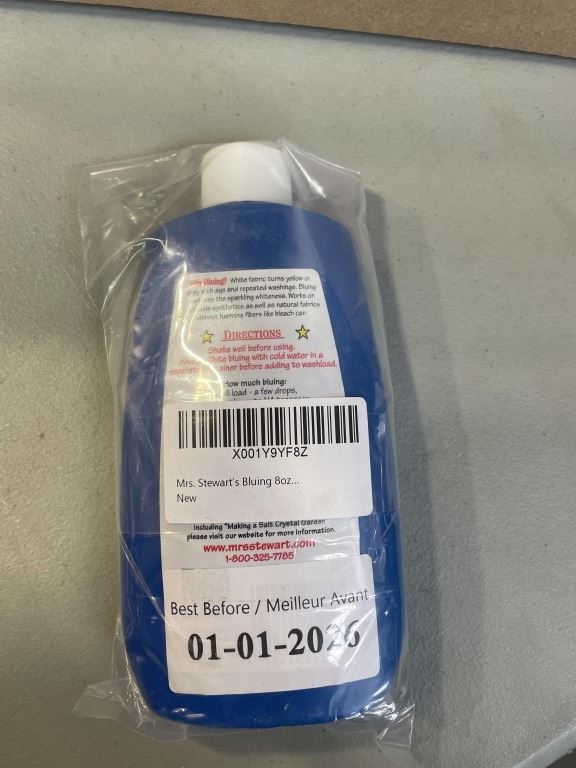 Bluing? White fabric turns yellow or
with age and repeated washings. Bluing
the sparkling whiteness. Works on
synthetics as well as natural fabrics
without harming fibers like bleach can
DIRECTIONS
Shake well before using.
bluing with cold water in a
before adding to washload.
How much bluing:
load - a few drops,
X001Y9YF8Z
Mrs. Stewart's Bluing 8oz...
New
Including "Making a Salt Crystal Garden
please visit our website for more information.
www.mrsstewart.com
1-800-325-7785
Best Before / Meilleur Avant
01-01-2026